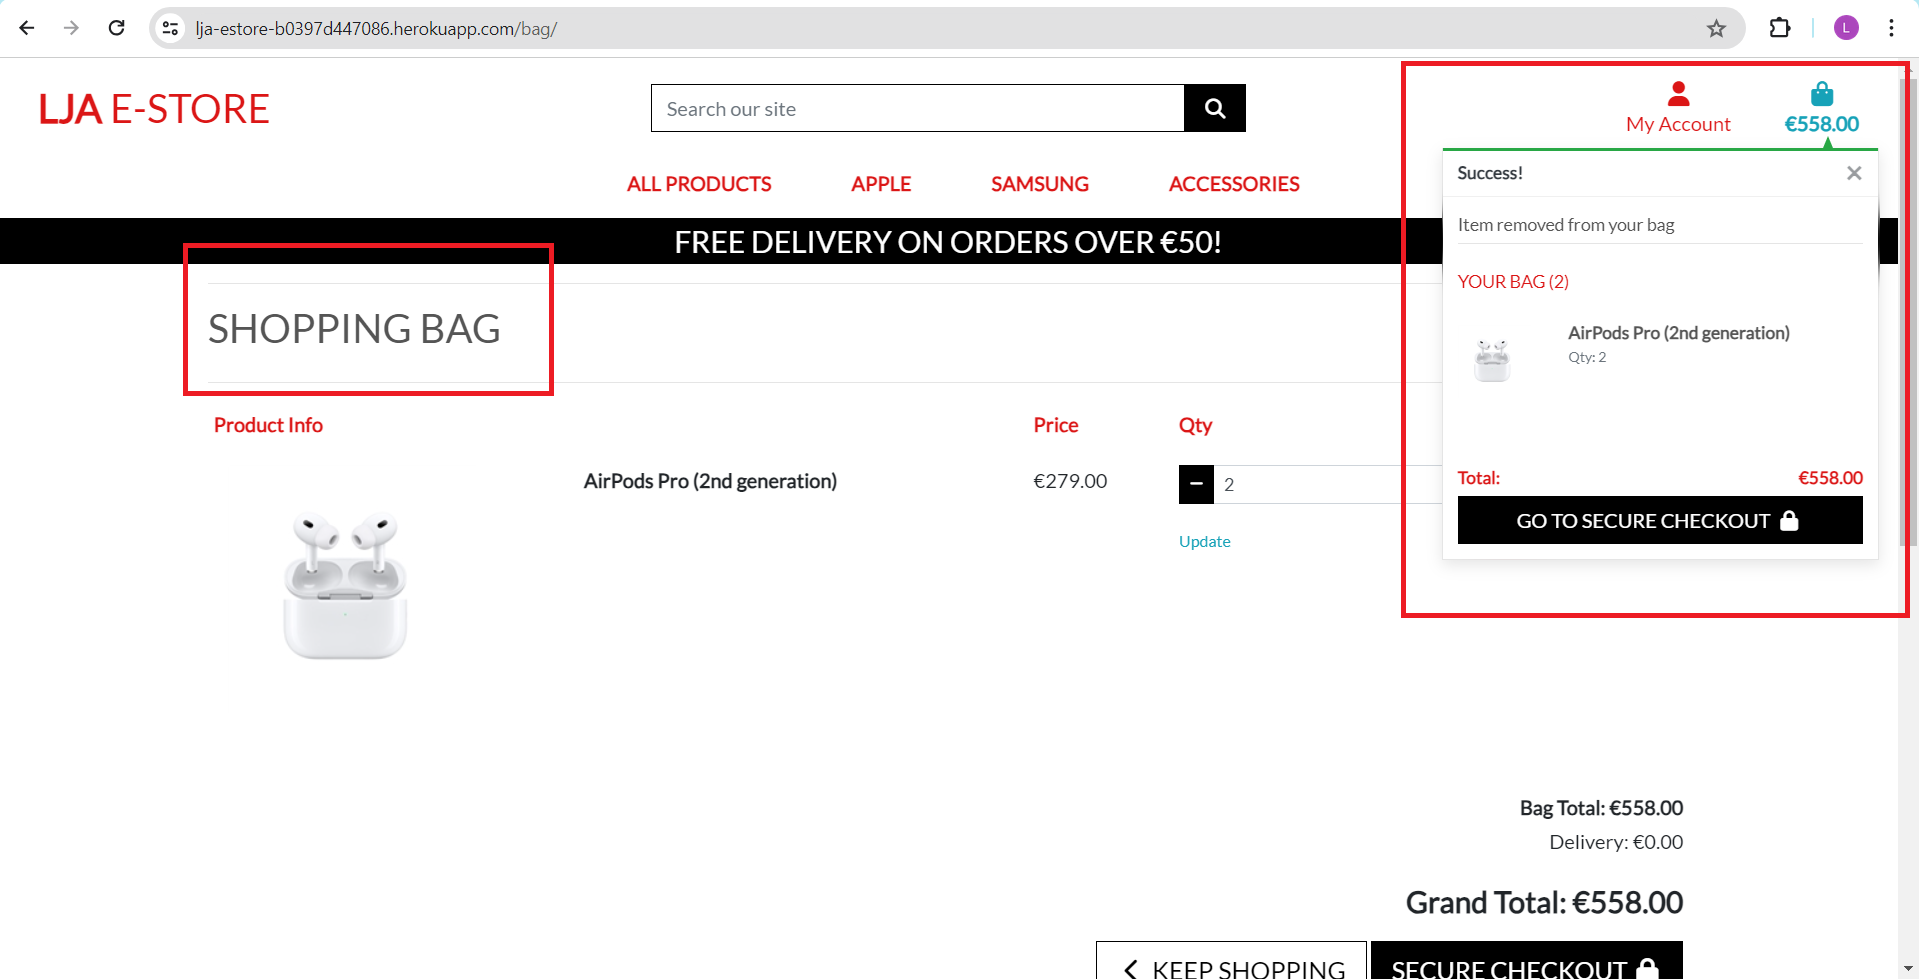 lja-estore-b0397d447086.herokuapp.com/bag/
L
LJA E-STORE
Search our site
My Account
€558.00
ALL PRODUCTS
APPLE
SAMSUNG
ACCESSORIES
FREE DELIVERY ON ORDERS OVER €50!
Success!
Item removed from your bag
YOUR BAG (2)
AirPods Pro (2nd generation)
Qty: 2
Total:
€558.00
GO TO SECURE CHECKOUT
SHOPPING BAG
Product Info
Price
Qty
AirPods Pro (2nd generation)
€279.00
2
Update
Bag Total: €558.00
Delivery: €0.00
Grand Total: €558.00
KEEP SHOPPING
SECURE CHECKOUT